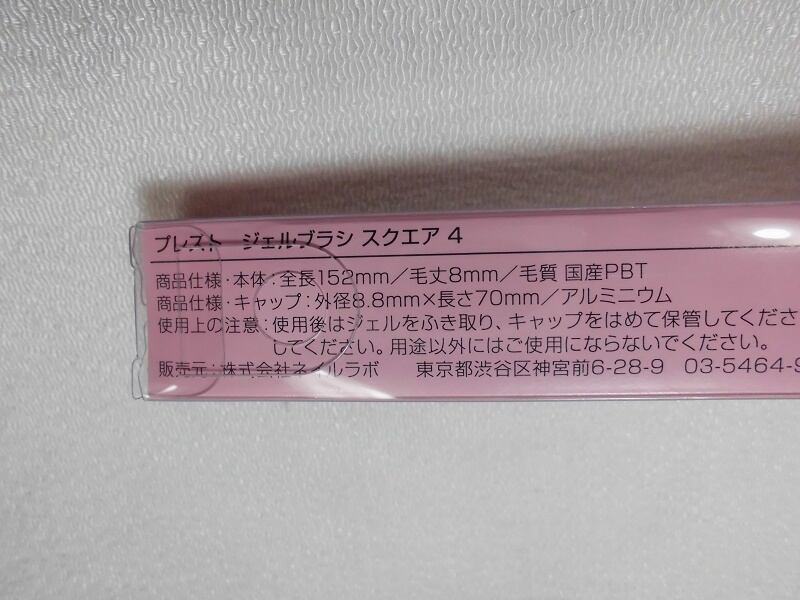 プレスト ジェルブラシ スクエア 4
商品仕様・本体：全長152mm／毛丈8mm／毛質 国産PBT
商品仕様・キャップ：外径8.8mm×長さ70mm／アルミニウム
使用上の注意：使用後はジェルをふき取り、キャップをはめて保管してくださ
してください。用途以外にはご使用にならないでください。
販売元：株式会社ネイルラボ 東京都渋谷区神宮前6-28-9 03-5464-9